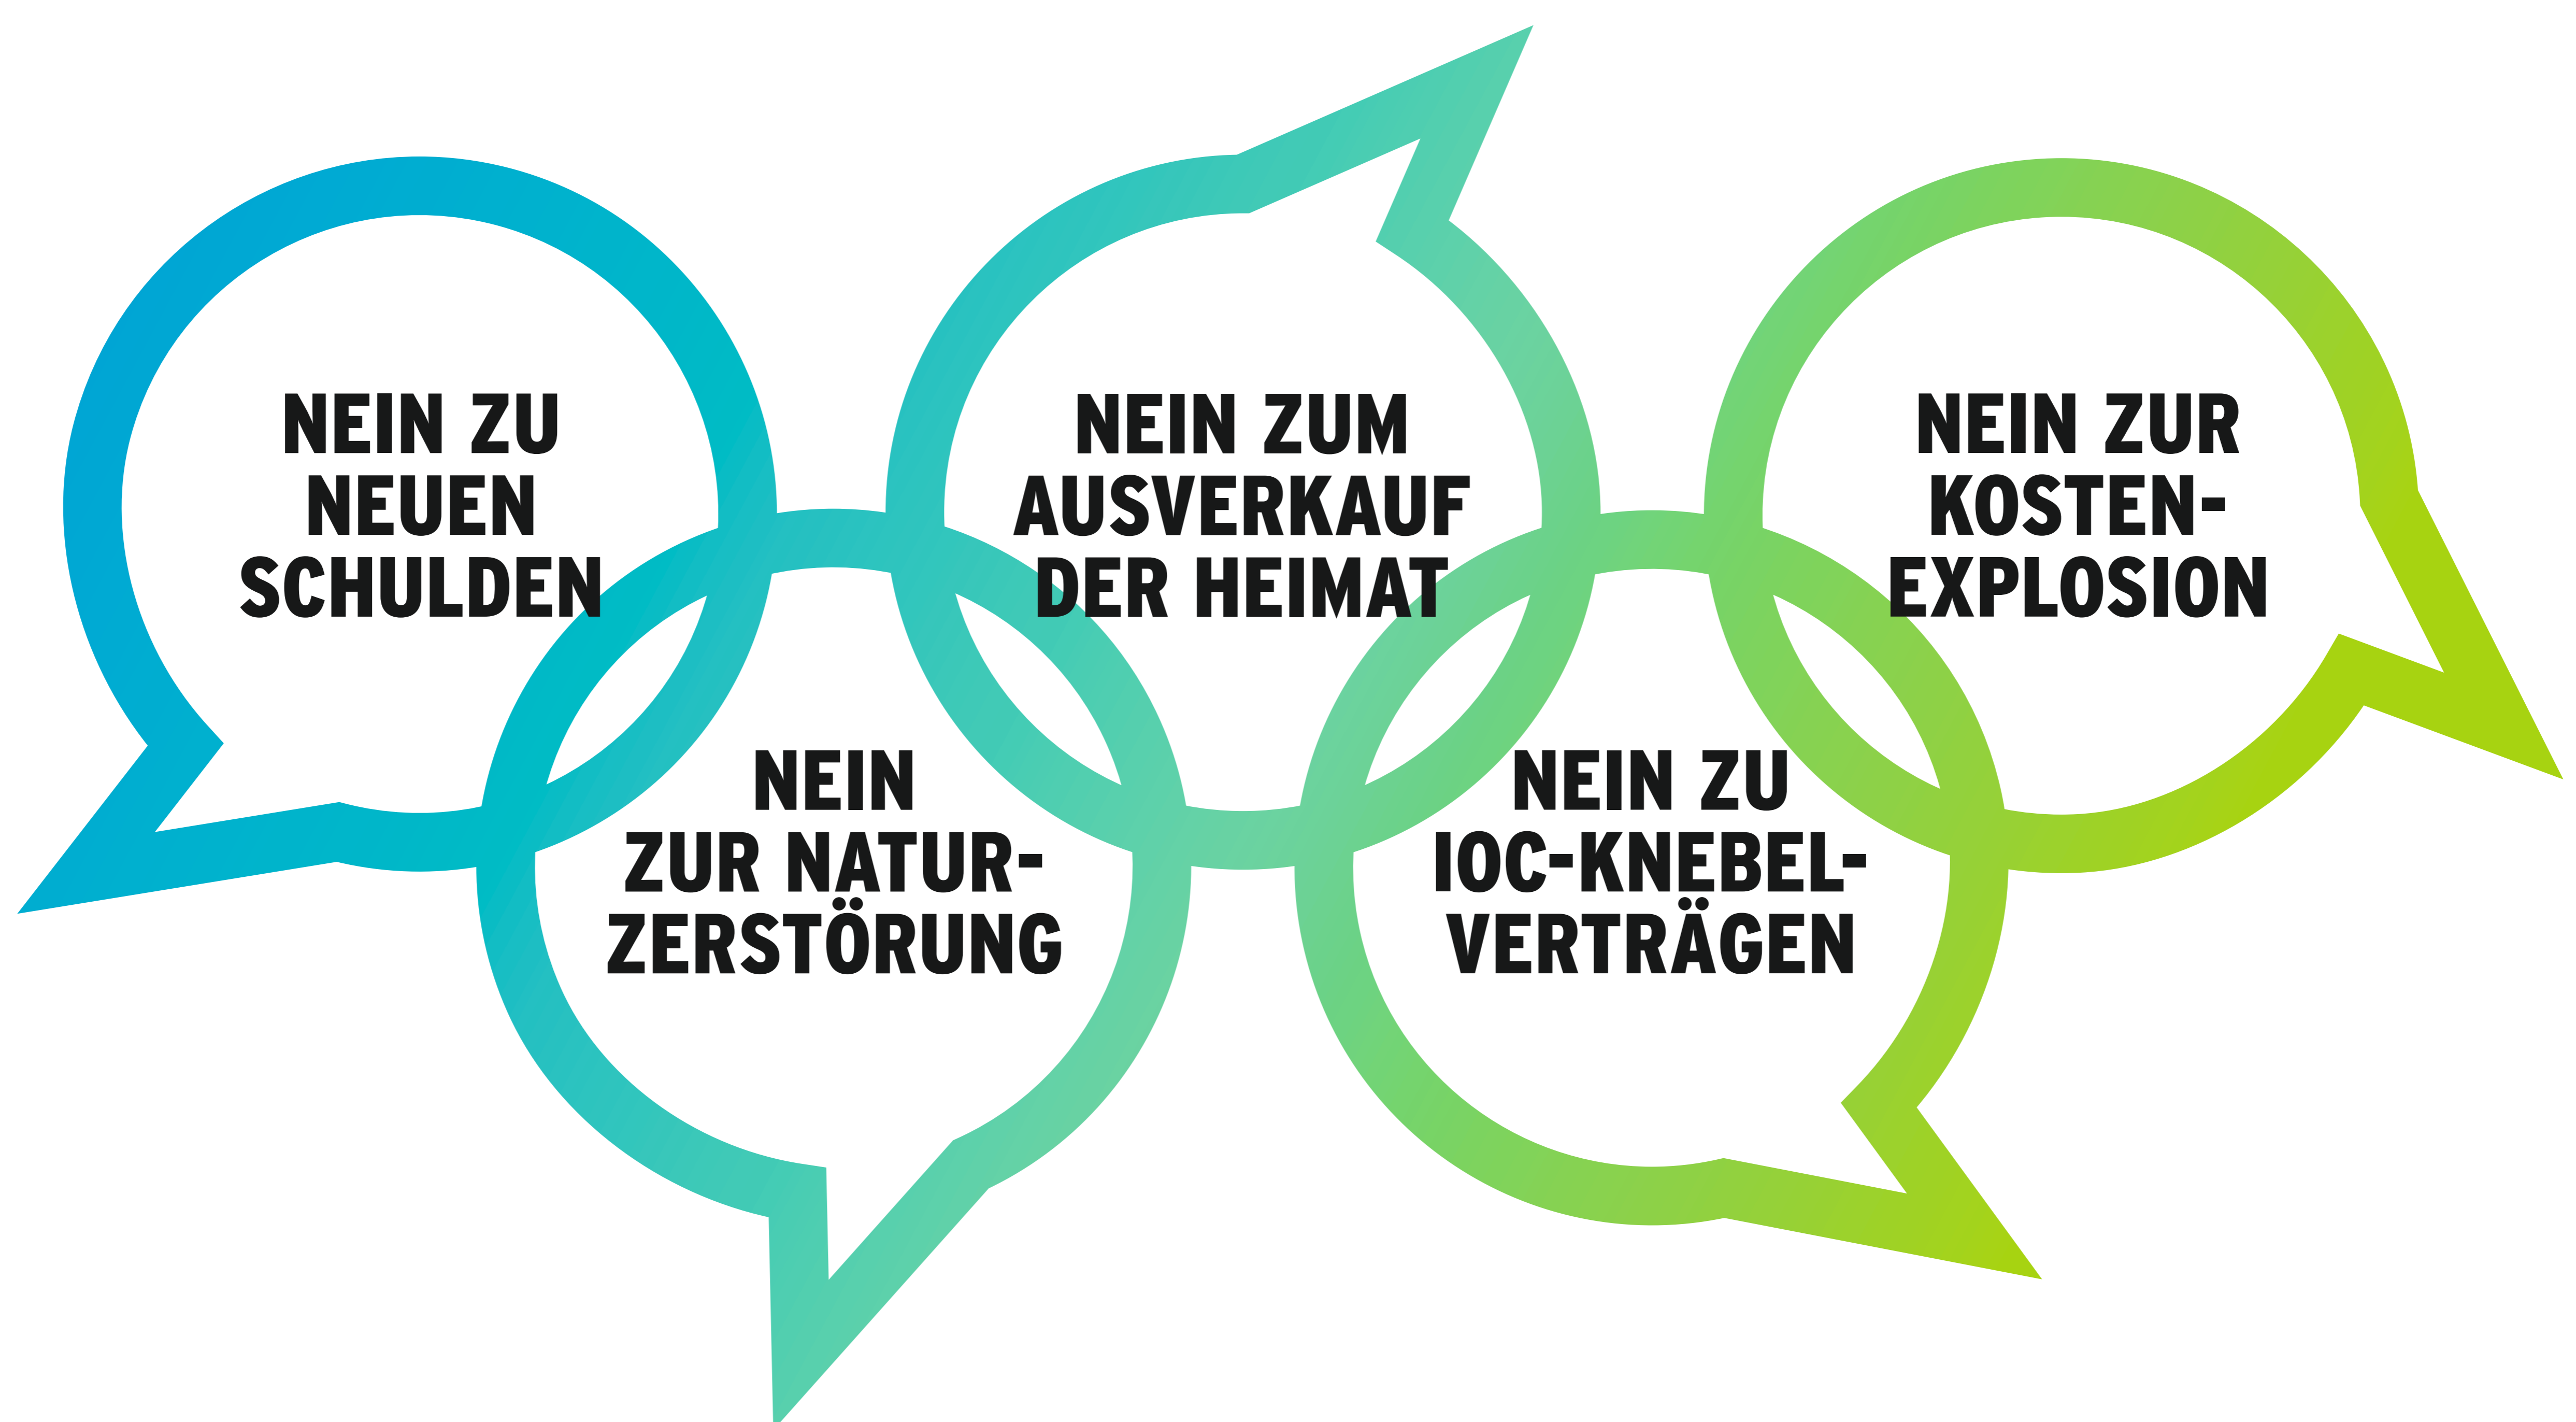 NEIN ZU
NEUEN
SCHULDEN
NEIN ZUM
AUSVERKAUF
DER HEIMAT
NEIN ZUR
KOSTEN-
EXPLOSION
NEIN
ZUR NATUR-
ZERSTÖRUNG
NEIN ZU
IOC-KNEBEL-
VERTRÄGEN